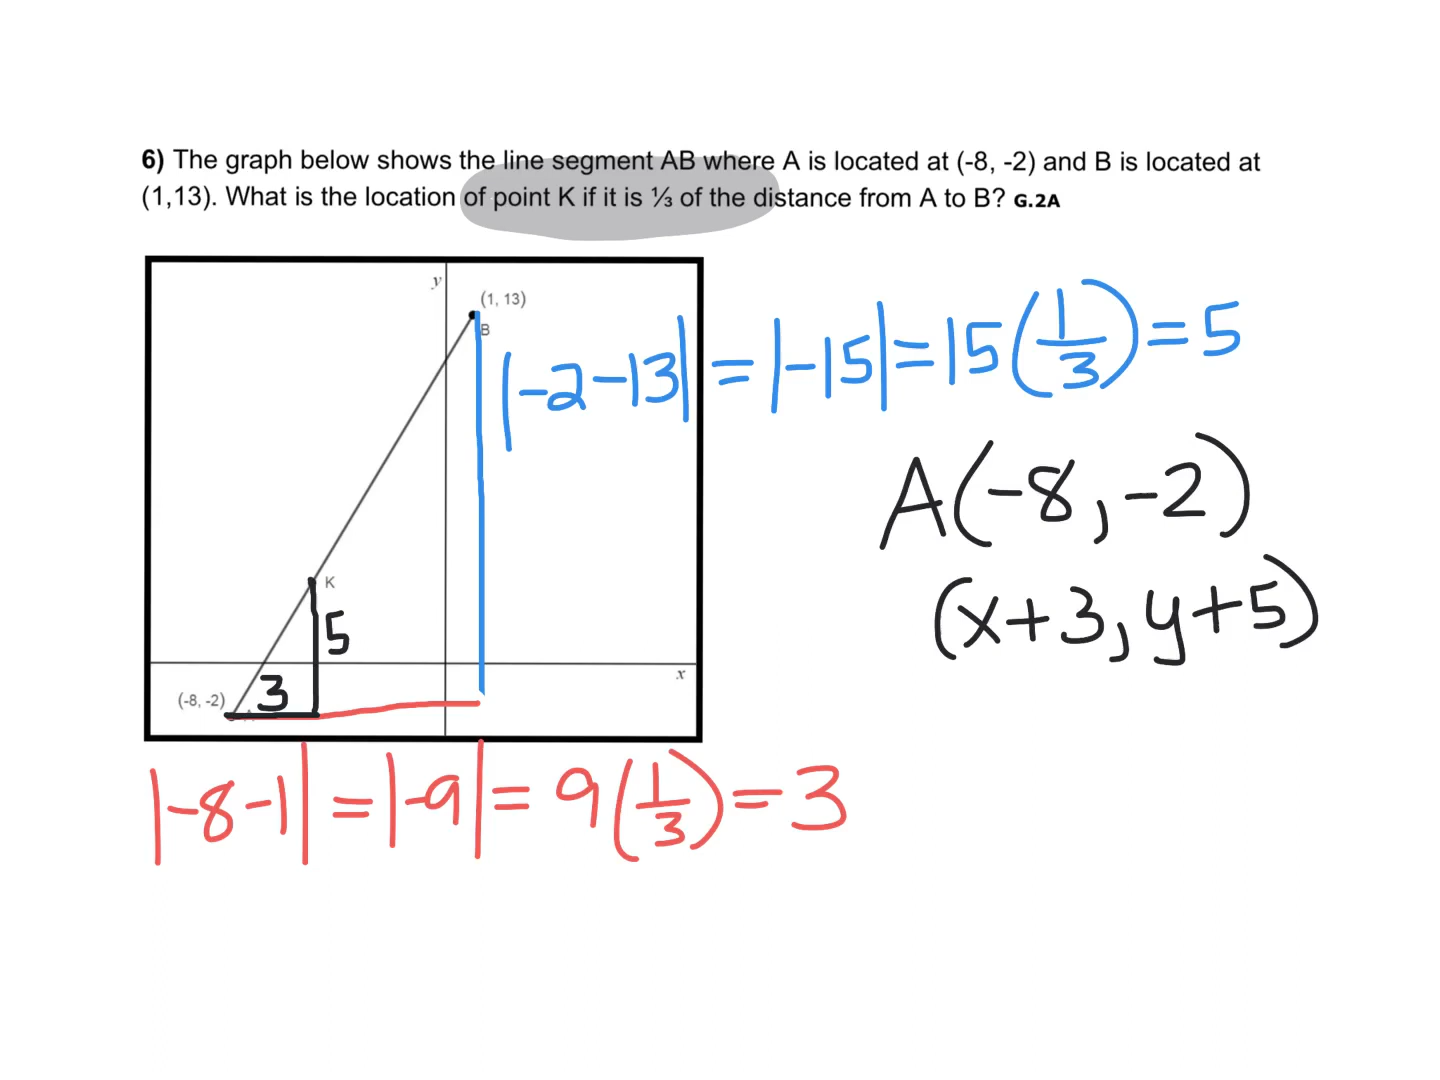 6) The graph below shows the line segment AB where A is located at (-8, -2) and B is located at
(1,13). What is the location of point K if it is ⅓ of the distance from A to B? G.2A
y
(1, 13)
B
|-2-13| = |-15| = 15(1/3) = 5
A(-8, -2)
K
5
(x+3, y+5)
x
(-8, -2)
3
|-8-1| = |-9| = 9(1/3) = 3